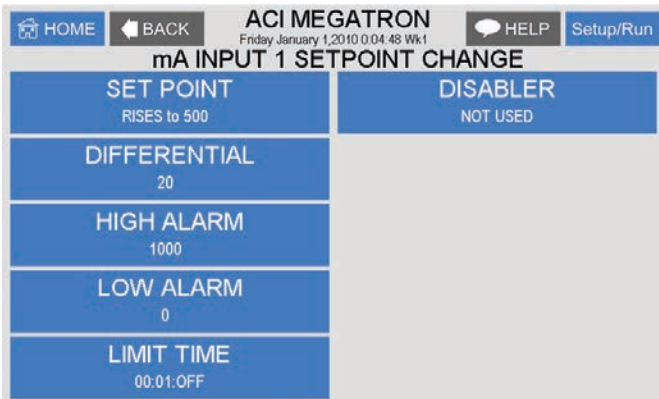 HOME
BACK
ACI MEGATRON
Friday January 1,2010 0:04:48 Wk1
HELP
Setup/Run
mA INPUT 1 SETPOINT CHANGE
SET POINT
RISES to 500
DISABLER
NOT USED
DIFFERENTIAL
20
HIGH ALARM
1000
LOW ALARM
0
LIMIT TIME
00:01:OFF